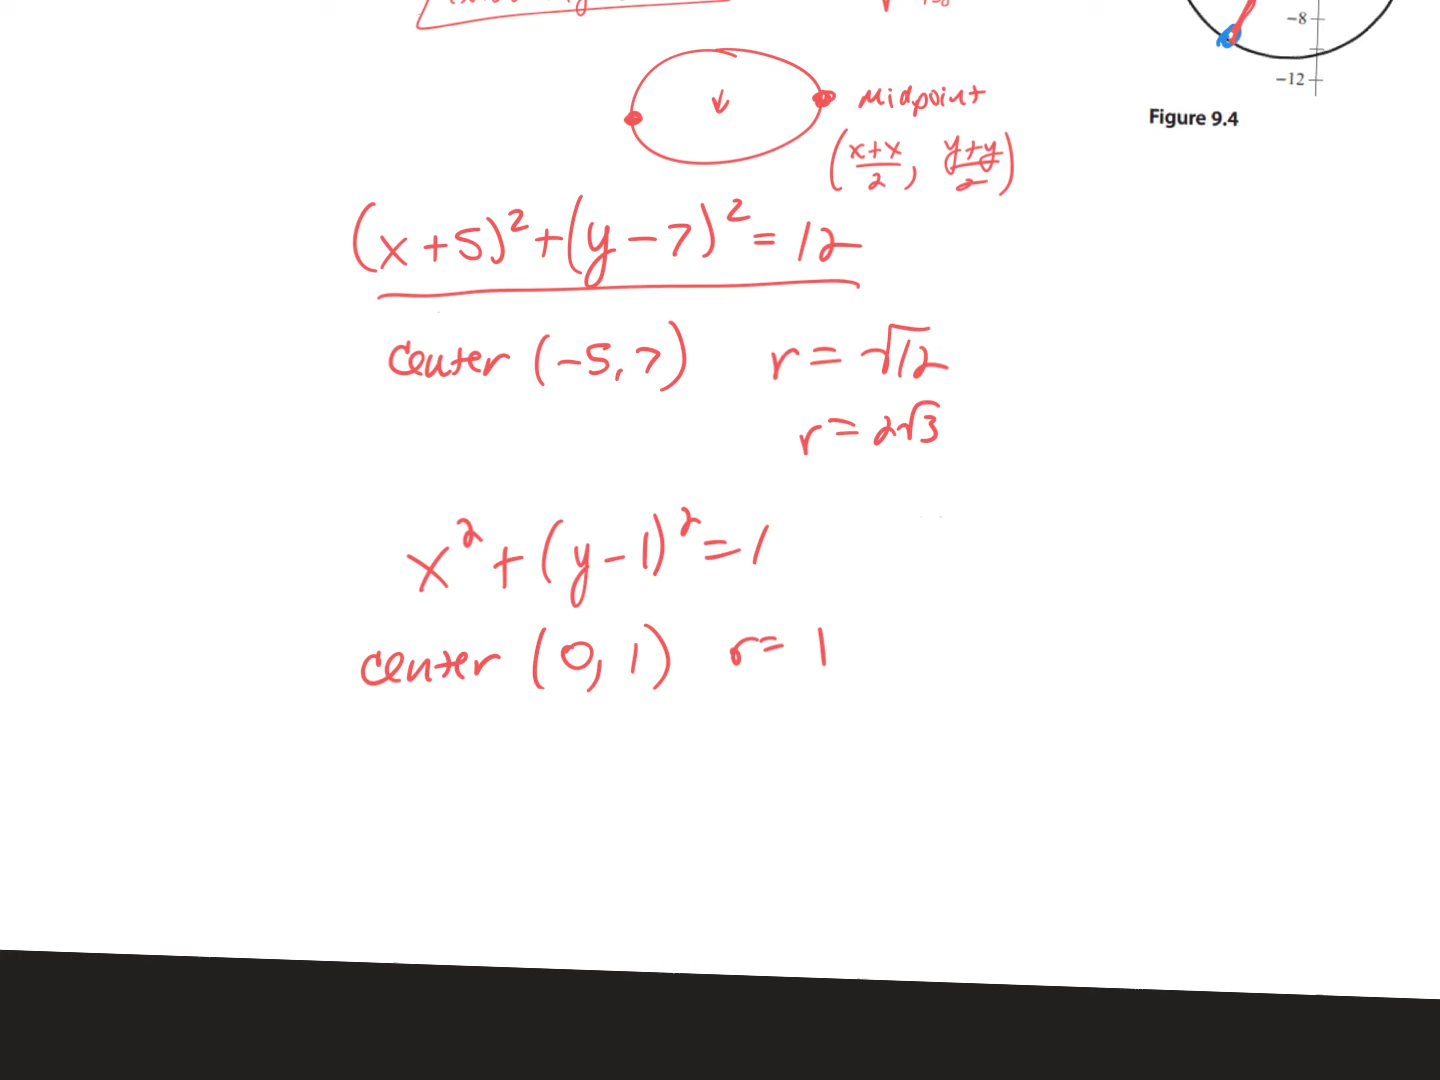 -8
-12
Figure 9.4
midpoint
(x+x/2, y+y/2)
(x+5)²+(y-7)²=12
center (-5,7) r=√12
r=2√3
x²+(y-1)²=1
center (0,1) r=1